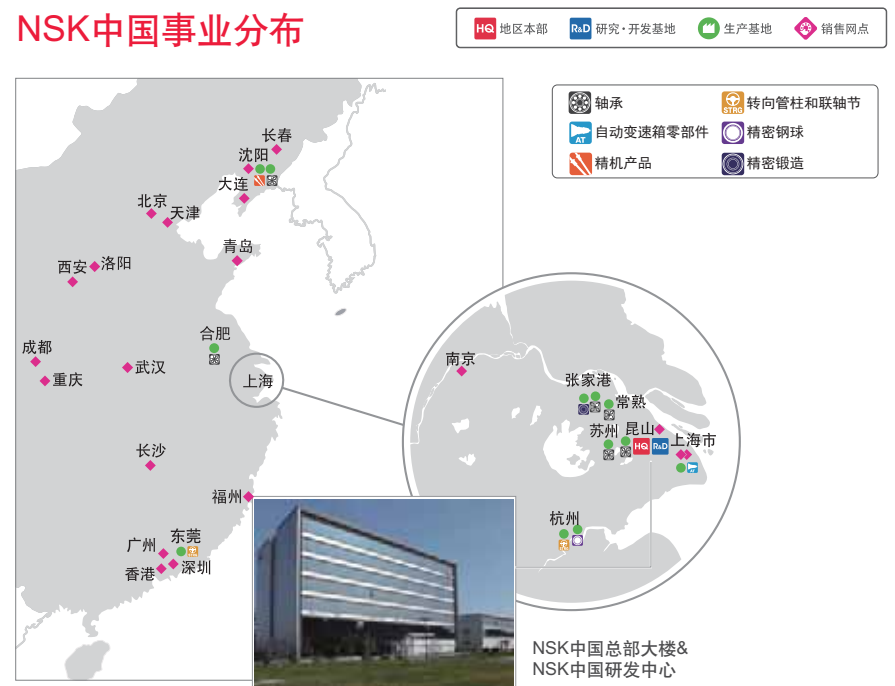 NSK中国事业分布
HQ 地区本部 R&D 研究·开发基地 生产基地 销售网点
轴承 STRG 转向管柱和联轴节
AT 自动变速箱零部件 精密钢球
精机产品 精密锻造
长春
沈阳
大连
北京
天津
青岛
西安 洛阳
合肥
成都
重庆
武汉
上海
长沙
福州
广州 东莞
香港 深圳
南京
张家港
常熟
苏州 昆山
HQ R&D 上海市
AT
杭州
NSK中国总部大楼&
NSK中国研发中心